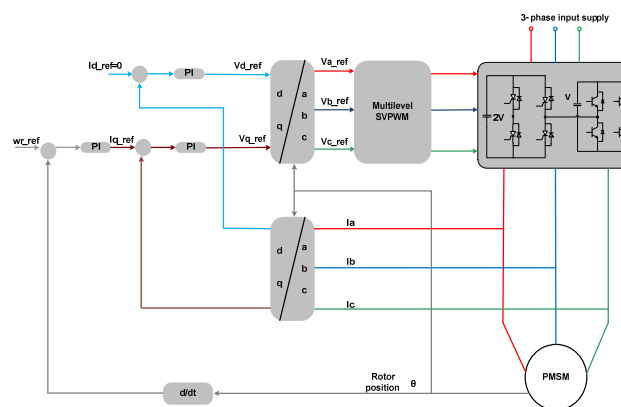 3- phase input supply
Id_ref=0
PI
Vd_ref
Va_ref
d
a
Vb_ref
b
Multilevel
SVPWM
2V
V
wr_ref
PI
Iq_ref
PI
Vq_ref
q
Vc_ref
c
Ia
d
a
Ib
b
q
c
Ic
Rotor
position θ
d/dt
PMSM